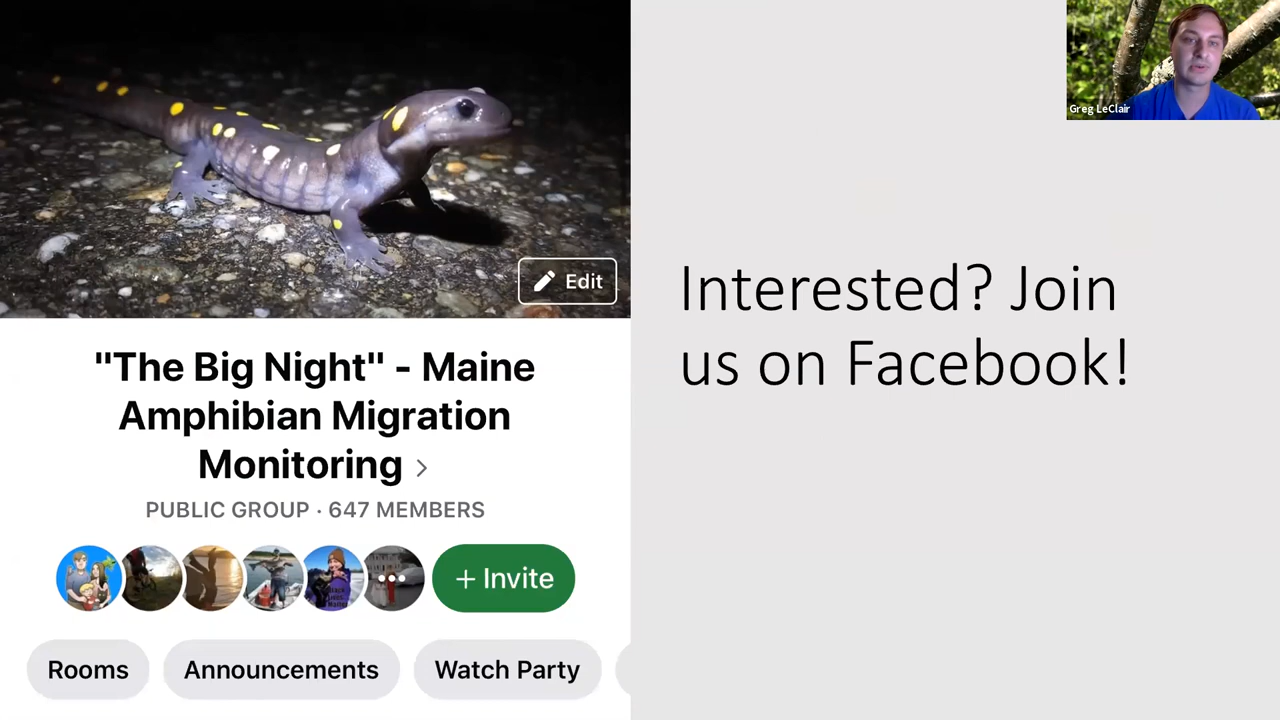 Greg LeClair
Edit
"The Big Night" - Maine
Amphibian Migration
Monitoring >
PUBLIC GROUP · 647 MEMBERS
+ Invite
Rooms
Announcements
Watch Party
Interested? Join
us on Facebook!